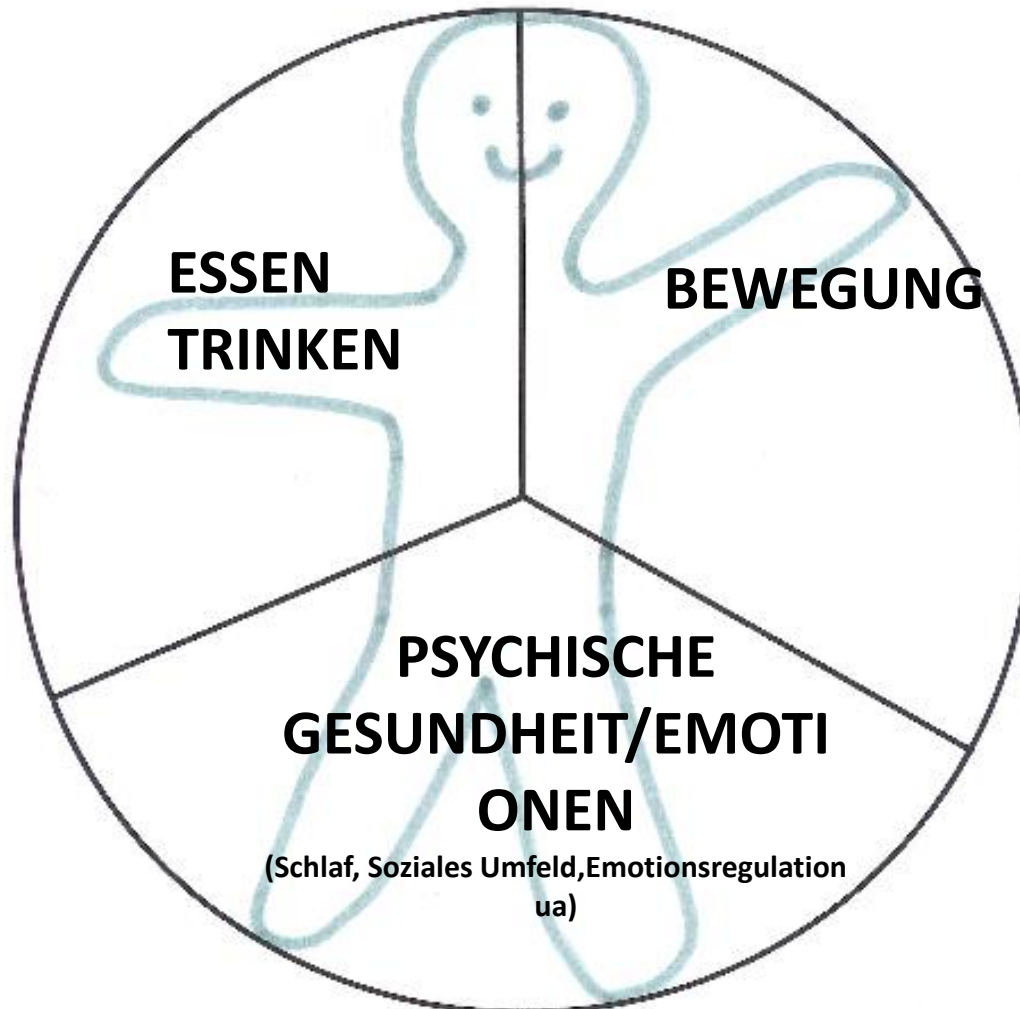 ESSEN
TRINKEN
BEWEGUNG
PSYCHISCHE
GESUNDHEIT/EMOTI
ONEN
(Schlaf, Soziales Umfeld,Emotionsregulation
ua)